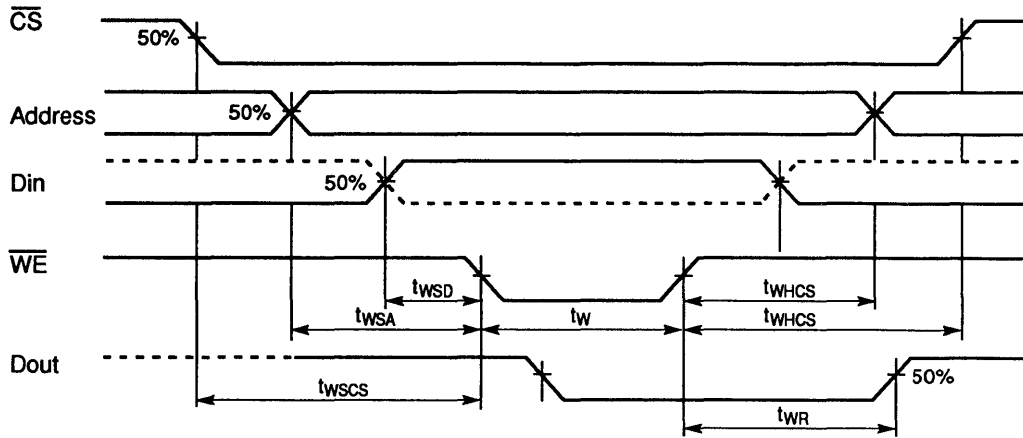 CS
50%
Address
50%
Din
50%
WE
tWSD
tWHCS
tWSA
tW
tWHCS
Dout
50%
tWSCS
tWR